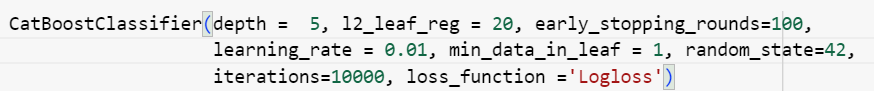 CatBoostClassifier(depth =  5, l2_leaf_reg = 20, early_stopping_rounds=100,
learning_rate = 0.01, min_data_in_leaf = 1, random_state=42,
iterations=10000, loss_function ='Logloss')